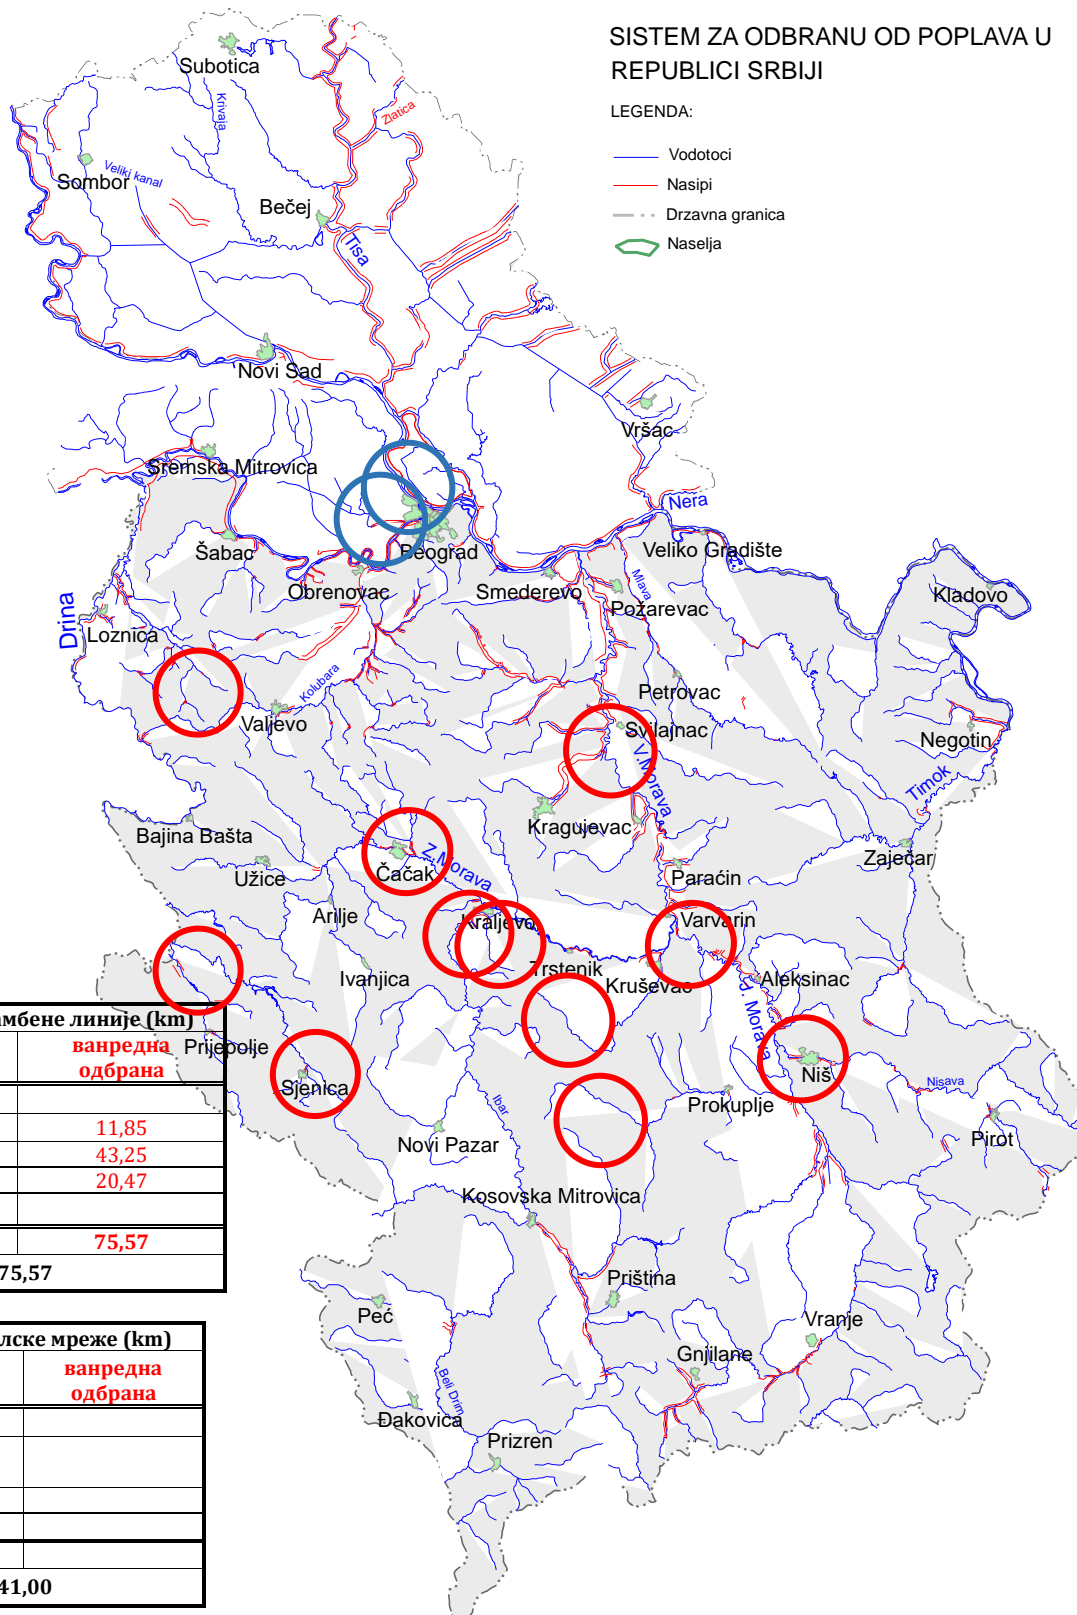 SISTEM ZA ODBRANU OD POPLAVA U
REPUBLICI SRBIJI
LEGENDA:
Vodotoci
Nasipi
Drzavna granica
Naselja
Subotica
Krivaja
Zlatica
Sombor
Veliki kanal
Bečej
Tisa
Novi Sad
Vršac
Sremska Mitrovica
Nera
Šabac
Beograd
Veliko Gradište
Obrenovac
Smederevo
Mlava
Požarevac
Kladovo
Drina
Loznica
Kolubara
Petrovac
Valjevo
Svilajnac
Negotin
V.Morava
Timok
Bajina Bašta
Kragujevac
Z.Morava
Čačak
Užice
Zaječar
Paraćin
Arilje
Kraljevo
Varvarin
Trstenik
Ivanjica
Kruševac
Aleksinac
J. Morava
Prijepolje
Sjenica
Niš
Nisava
Ibar
Prokuplje
Pirot
Novi Pazar
Kosovska Mitrovica
Priština
Peć
Vranje
Gnjilane
Beli Drim
Đakovica
Prizren
амбене линије (km)
ванредна
одбрана
11,85
43,25
20,47
75,57
75,57
лске мреже (km)
ванредна
одбрана
41,00